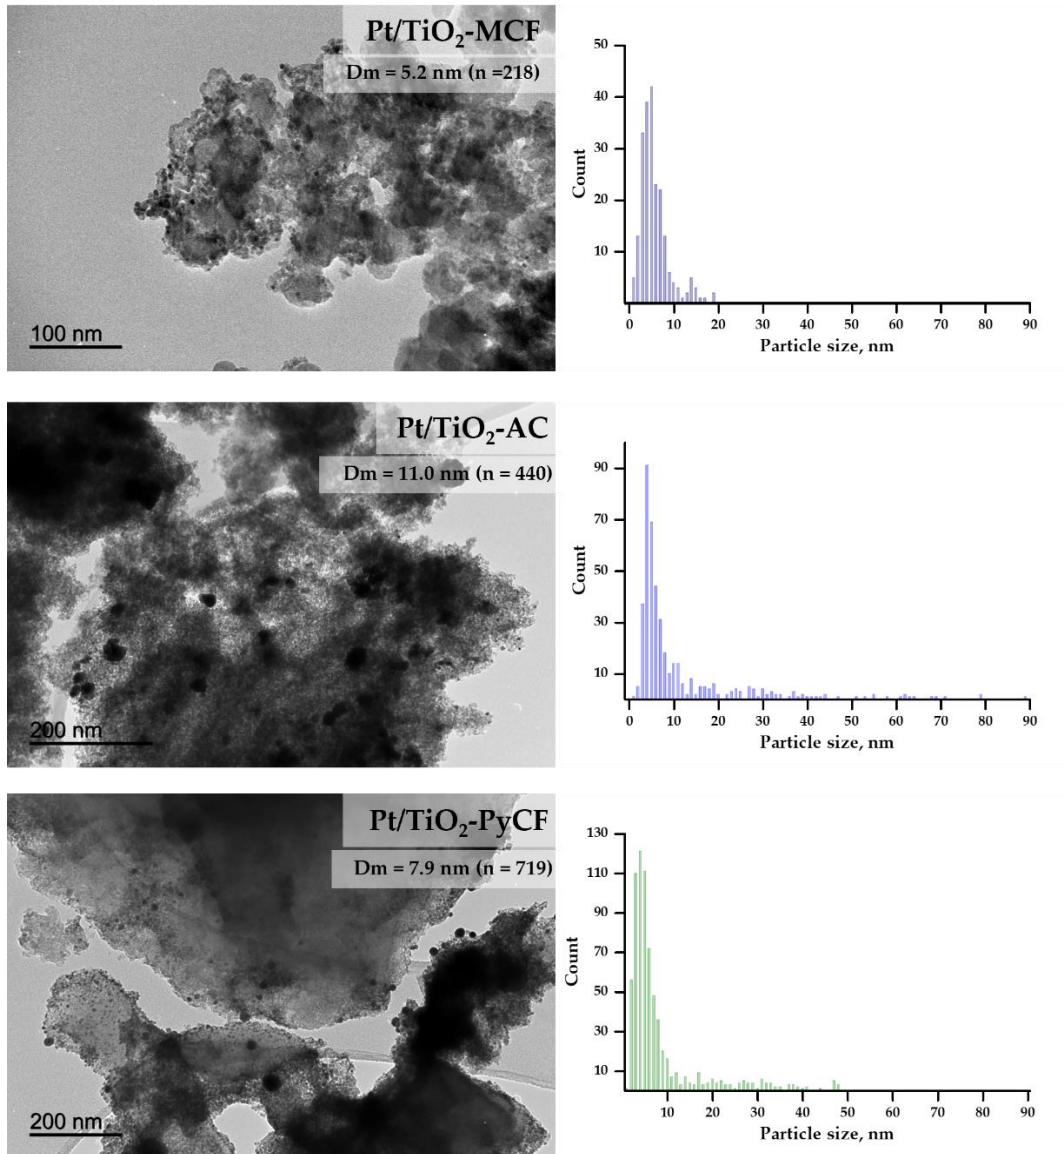 Pt/TiO₂-MCF
Dm = 5.2 nm (n =218)
100 nm
50
40
30
20
10
Count
0 10 20 30 40 50 60 70 80 90
Particle size, nm
Pt/TiO₂-AC
Dm = 11.0 nm (n = 440)
200 nm
90
70
50
30
10
Count
0 10 20 30 40 50 60 70 80 90
Particle size, nm
Pt/TiO₂-PyCF
Dm = 7.9 nm (n = 719)
200 nm
130
110
90
70
50
30
10
Count
10 20 30 40 50 60 70 80 90
Particle size, nm